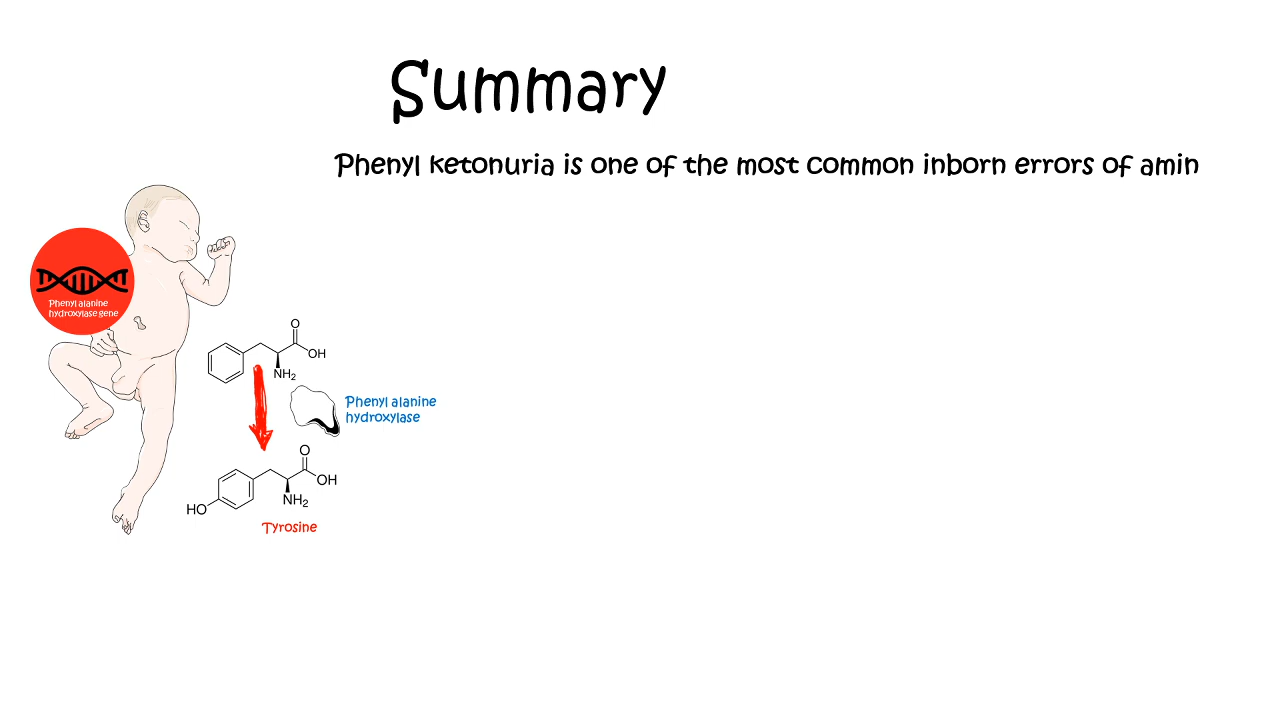 Summary
Phenyl ketonuria is one of the most common inborn errors of amin
Phenyl alanine
hydroxylase gene
O
OH
NH2
Phenyl alanine
hydroxylase
O
OH
NH2
HO
Tyrosine